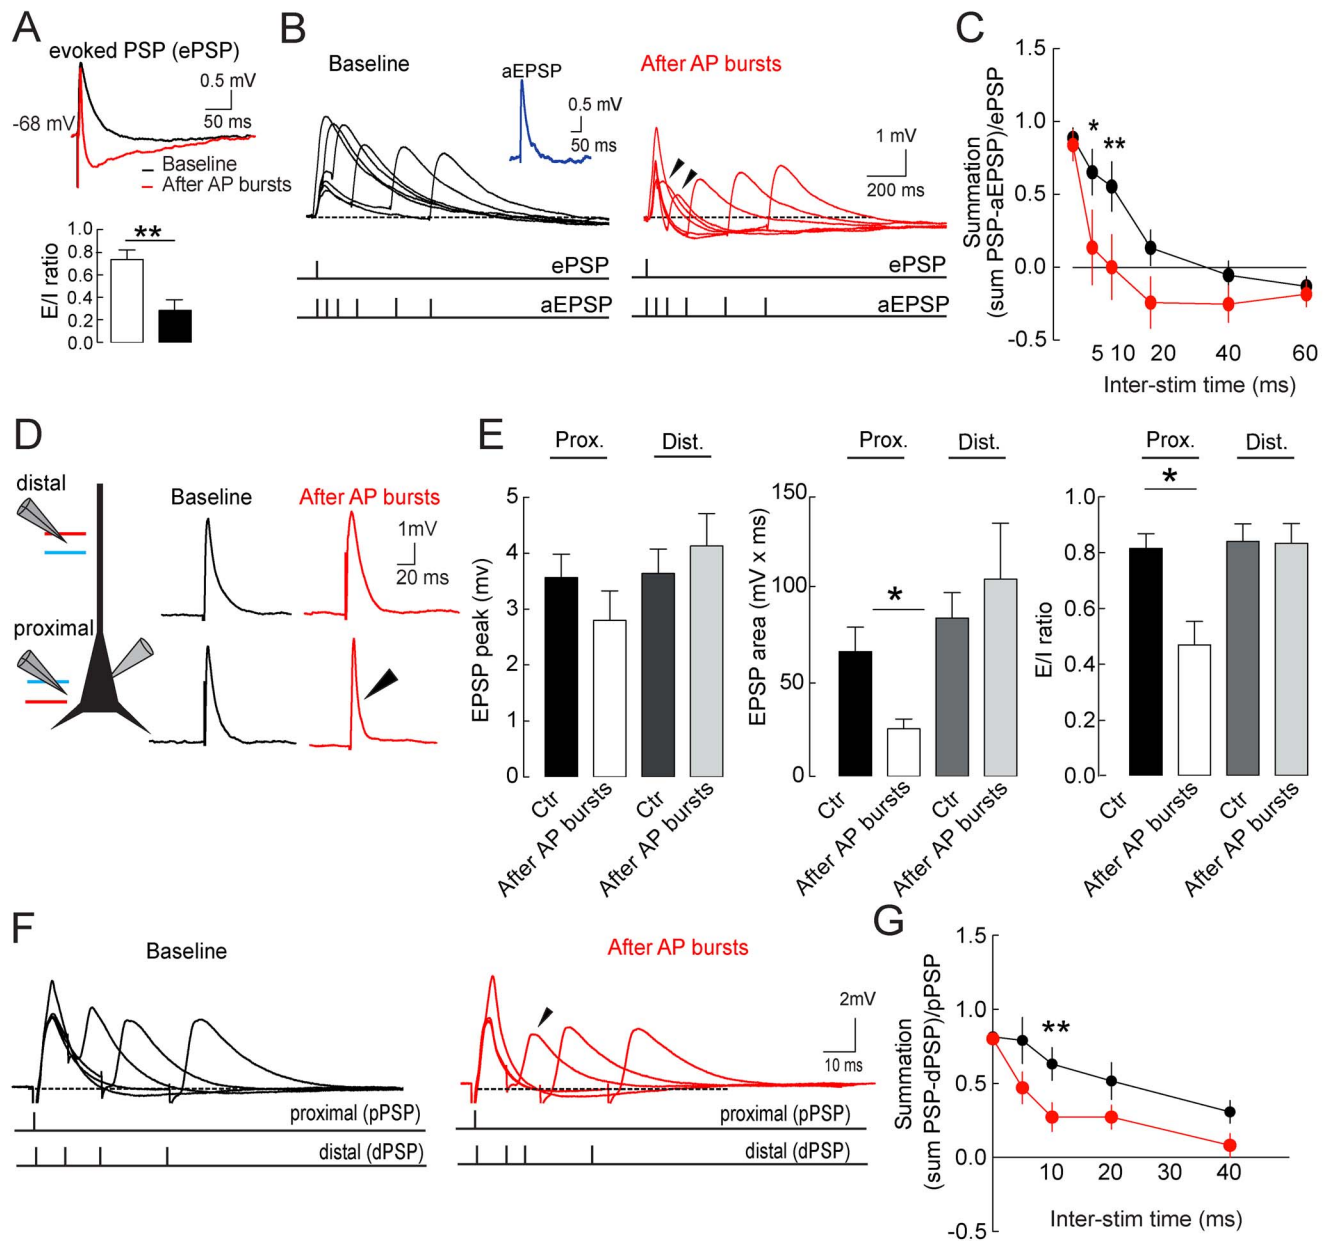 A
evoked PSP (ePSP)
0.5 mV
50 ms
-68 mV
Baseline
After AP bursts
E/I ratio
**
1.0
0.8
0.6
0.4
0.2
0.0
B
Baseline
aEPSP
0.5 mV
50 ms
After AP bursts
1 mV
200 ms
ePSP
aEPSP
ePSP
aEPSP
C
Summation
(sum PSP-aEPSP)/ePSP
1.5
1.0
0.5
0.0
-0.5
*
**
5 10 20 40 60
Inter-stim time (ms)
D
distal
proximal
Baseline
After AP bursts
1mV
20 ms
E
Prox. Dist.
EPSP peak (mv)
5
4
3
2
1
0
Ctr
After AP bursts
Ctr
After AP bursts
Prox. Dist.
EPSP area (mV x ms)
150
100
50
0
*
Ctr
After AP bursts
Ctr
After AP bursts
Prox. Dist.
*
E/I ratio
1.0
0.8
0.6
0.4
0.2
0.0
Ctr
After AP bursts
Ctr
After AP bursts
F
Baseline
After AP bursts
2mV
10 ms
proximal (pPSP)
distal (dPSP)
proximal (pPSP)
distal (dPSP)
G
Summation
(sum PSP-dPSP)/pPSP
1.5
1.0
0.5
0.0
-0.5
**
10 20 30 40
Inter-stim time (ms)